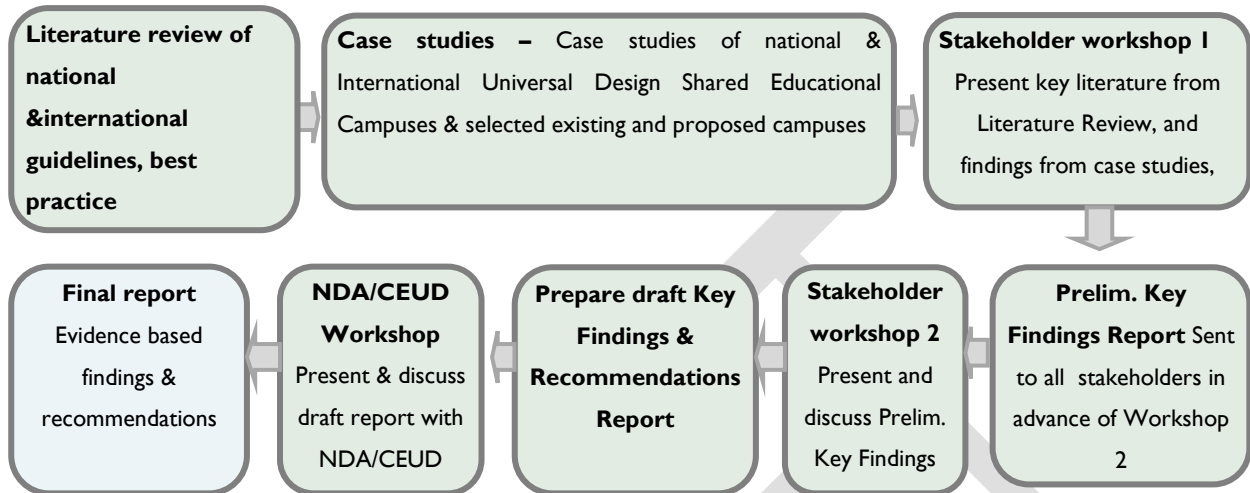 Literature review of
national
&international
guidelines, best
practice
Case studies – Case studies of national &
International Universal Design Shared Educational
Campuses & selected existing and proposed campuses
Stakeholder workshop 1
Present key literature from
Literature Review, and
findings from case studies,
Prelim. Key
Findings Report Sent
to all stakeholders in
advance of Workshop
2
Stakeholder
workshop 2
Present and
discuss Prelim.
Key Findings
Prepare draft Key
Findings &
Recommendations
Report
NDA/CEUD
Workshop
Present & discuss
draft report with
NDA/CEUD
Final report
Evidence based
findings &
recommendations